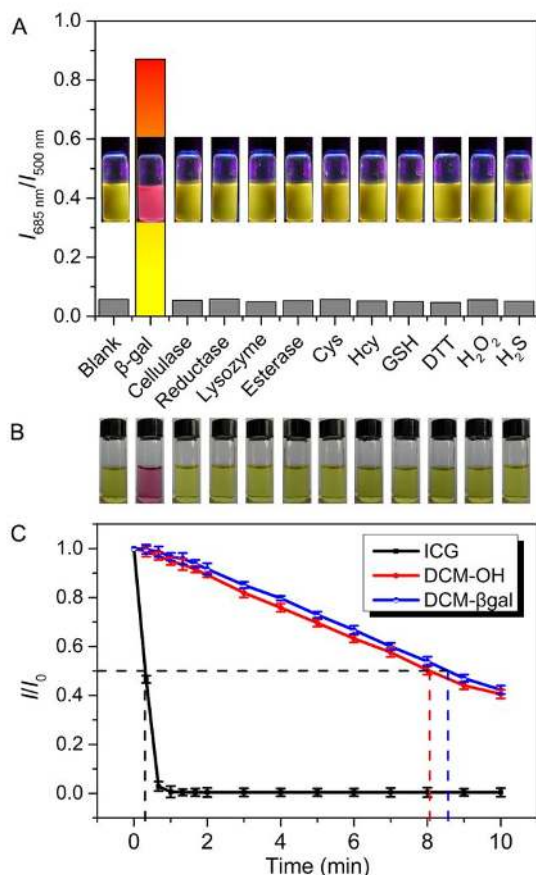 A
I685 nm/I500 nm
1.0
0.8
0.6
0.4
0.2
0.0
Blank
β-gal
Cellulase
Reductase
Lysozyme
Esterase
Cys
Hcy
GSH
DTT
H₂O₂
H₂S
B
C
I/I₀
1.0
0.8
0.6
0.4
0.2
0.0
ICG
DCM-OH
DCM-βgal
0 2 4 6 8 10
Time (min)